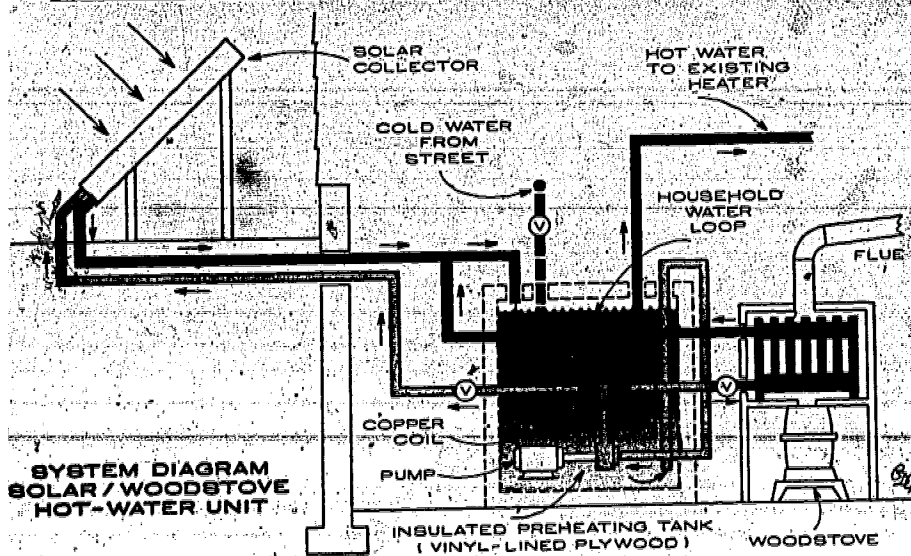 SOLAR
COLLECTOR
HOT WATER
TO EXISTING
HEATER
COLD WATER
FROM
STREET
V
HOUSEHOLD
WATER
LOOP
FLUE
V
V
COPPER
COIL
PUMP
SYSTEM DIAGRAM
SOLAR / WOODSTOVE
HOT-WATER UNIT
INSULATED PREHEATING TANK
( VINYL-LINED PLYWOOD )
WOODSTOVE